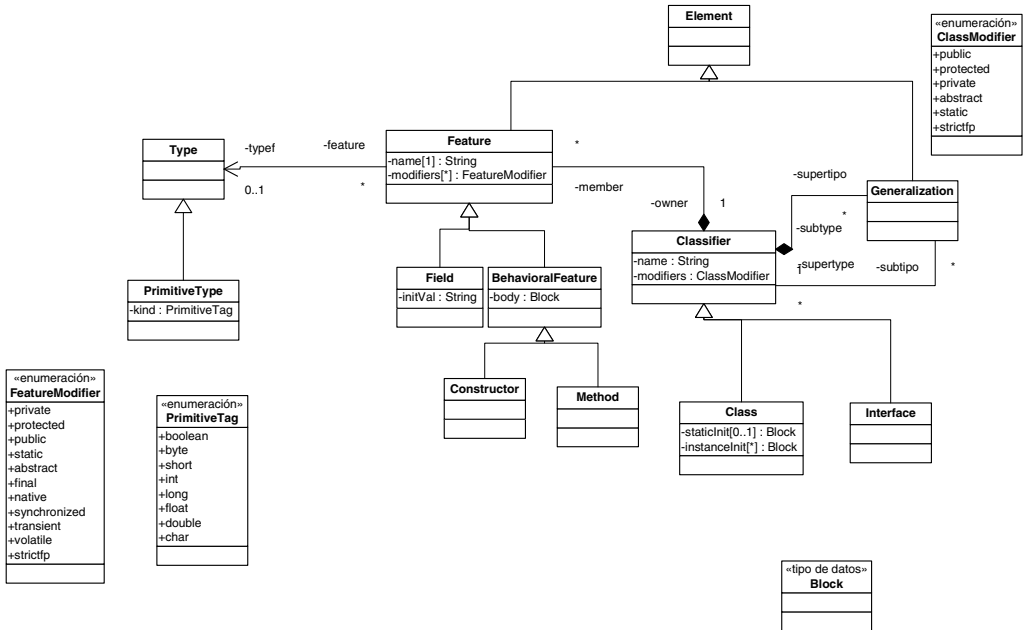 Element
«enumeración»
ClassModifier
+public
+protected
+private
+abstract
+static
+strictfp
Type
-typef
-feature
0..1
*
Feature
-name[1] : String
-modifiers[*] : FeatureModifier
*
-member
-owner
1
-supertipo
*
-subtype
Generalization
Classifier
-name : String
-modifiers : ClassModifier
1
-supertype
-subtipo
*
*
PrimitiveType
-kind : PrimitiveTag
Field
-initVal : String
BehavioralFeature
-body : Block
Constructor
Method
Class
-staticInit[0..1] : Block
-instanceInit[*] : Block
Interface
«enumeración»
FeatureModifier
+private
+protected
+public
+static
+abstract
+final
+native
+synchronized
+transient
+volatile
+strictfp
«enumeración»
PrimitiveTag
+boolean
+byte
+short
+int
+long
+float
+double
+char
«tipo de datos»
Block